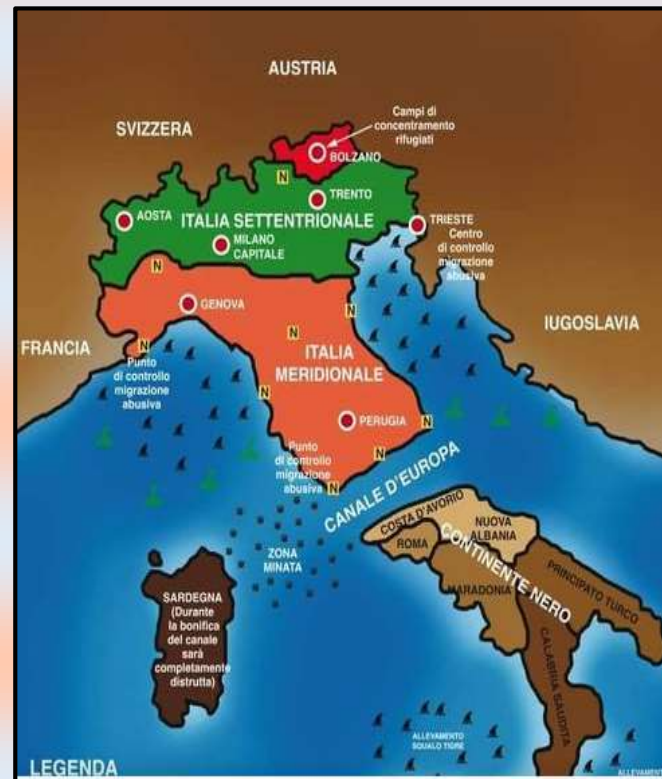 AUSTRIA
SVIZZERA
Campi di
concentramento
rifugiati
BOLZANO
N
TRENTO
AOSTA
ITALIA SETTENTRIONALE
TRIESTE
Centro
di controllo
migrazione
abusiva
MILANO
CAPITALE
N
GENOVA
N
IUGOSLAVIA
FRANCIA
N
N
ITALIA
MERIDIONALE
Punto
di controllo
migrazione
abusiva
N
PERUGIA
N
Punto
di controllo
migrazione
abusiva
N
N
CANALE D'EUROPA
COSTA D'AVORIO
NUOVA
ALBANIA
ROMA
CONTINENTE NERO
ZONA
MINATA
MARADONIA
PRINCIPATO TURCO
SARDEGNA
(Durante
la bonifica
del canale
sarà
completamente
distrutta)
CALABRIA SAUDITA
ALLEVAMENTO
SQUALO TIGRE
LEGENDA
ALLEVAMENT